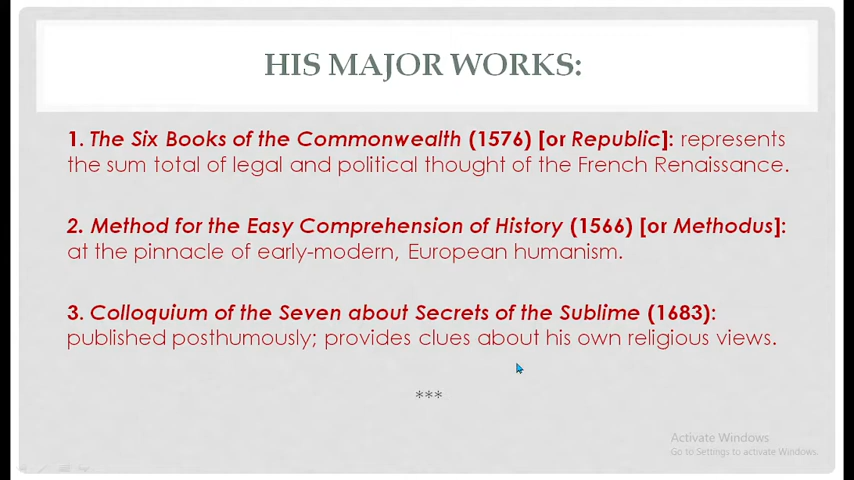 HIS MAJOR WORKS:
1. The Six Books of the Commonwealth (1576) [or Republic]: represents
the sum total of legal and political thought of the French Renaissance.
2. Method for the Easy Comprehension of History (1566) [or Methodus]:
at the pinnacle of early-modern, European humanism.
3. Colloquium of the Seven about Secrets of the Sublime (1683):
published posthumously; provides clues about his own religious views.
***
Activate Windows
Go to Settings to activate Windows.